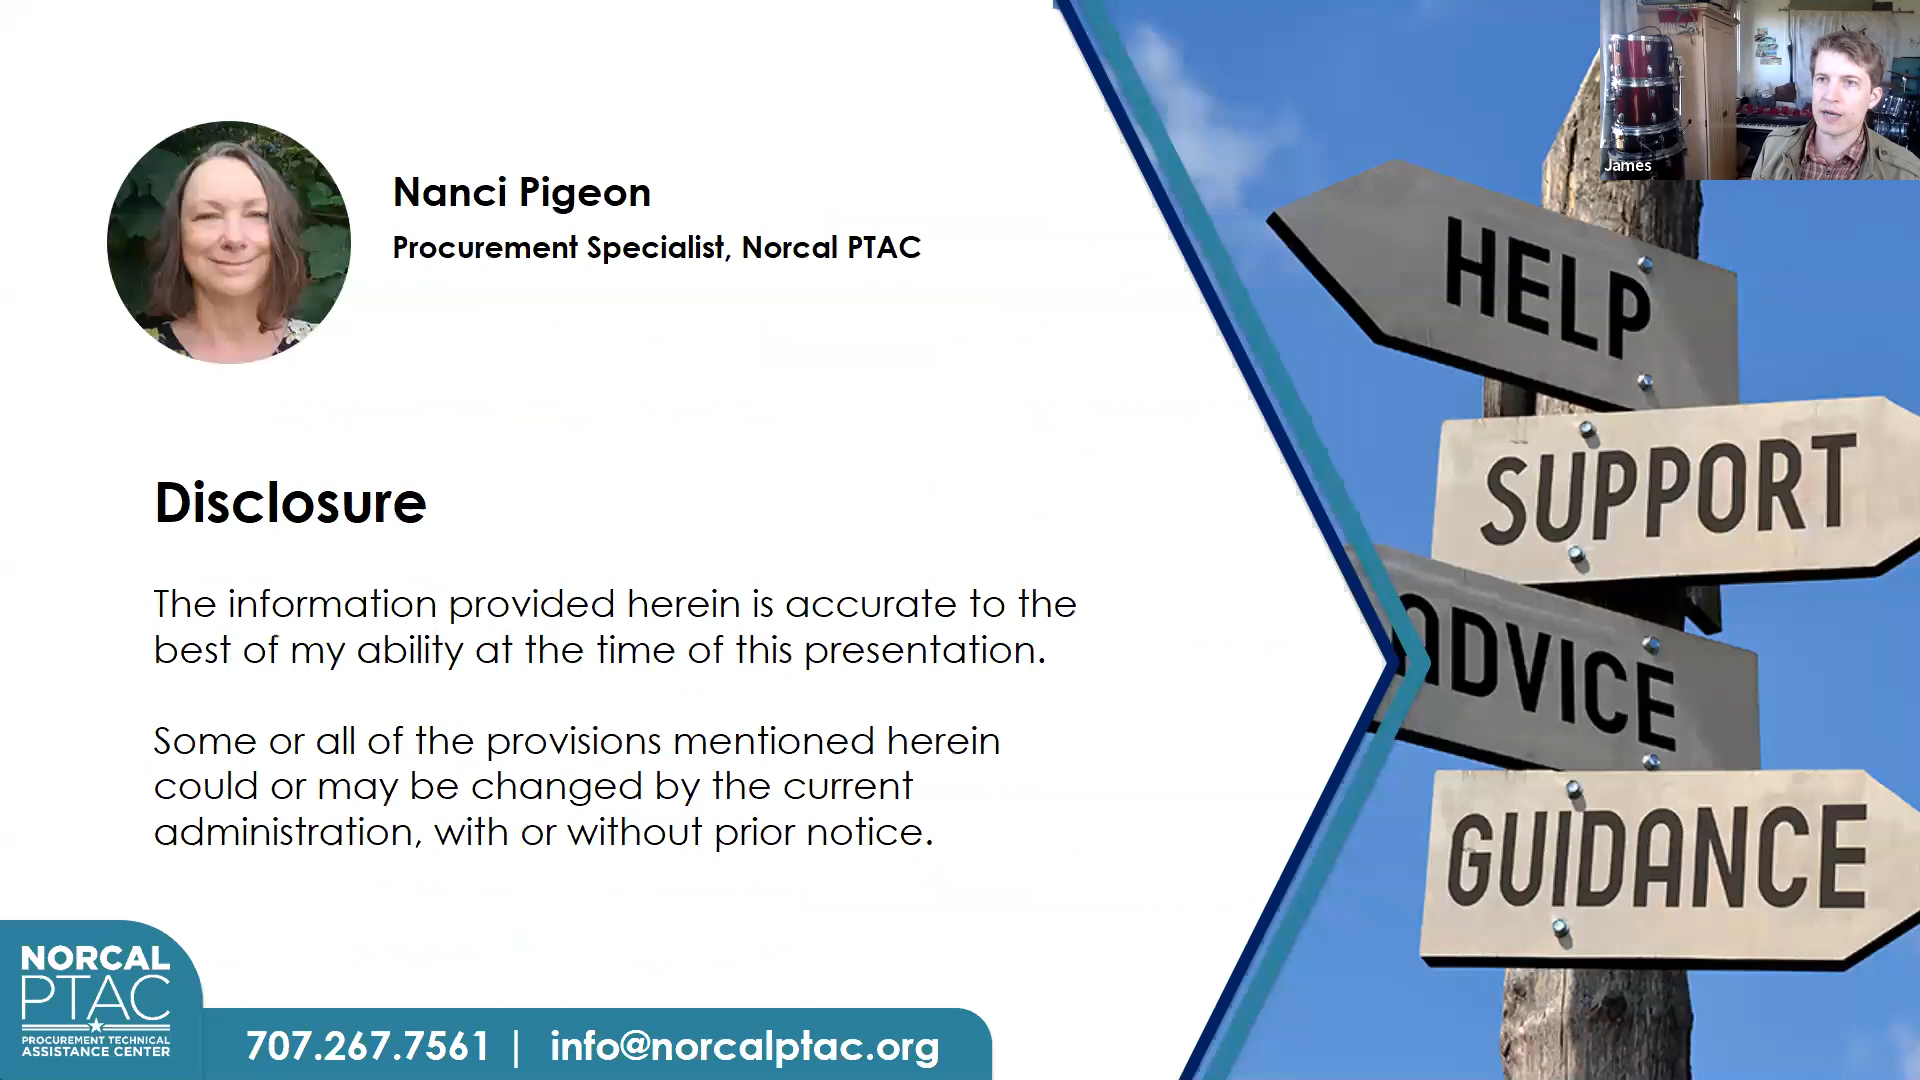 Nanci Pigeon
Procurement Specialist, Norcal PTAC
Disclosure
The information provided herein is accurate to the
best of my ability at the time of this presentation.
Some or all of the provisions mentioned herein
could or may be changed by the current
administration, with or without prior notice.
NORCAL
PTAC
PROCUREMENT TECHNICAL
ASSISTANCE CENTER
707.267.7561 | info@norcalptac.org
James
HELP
SUPPORT
ADVICE
GUIDANCE